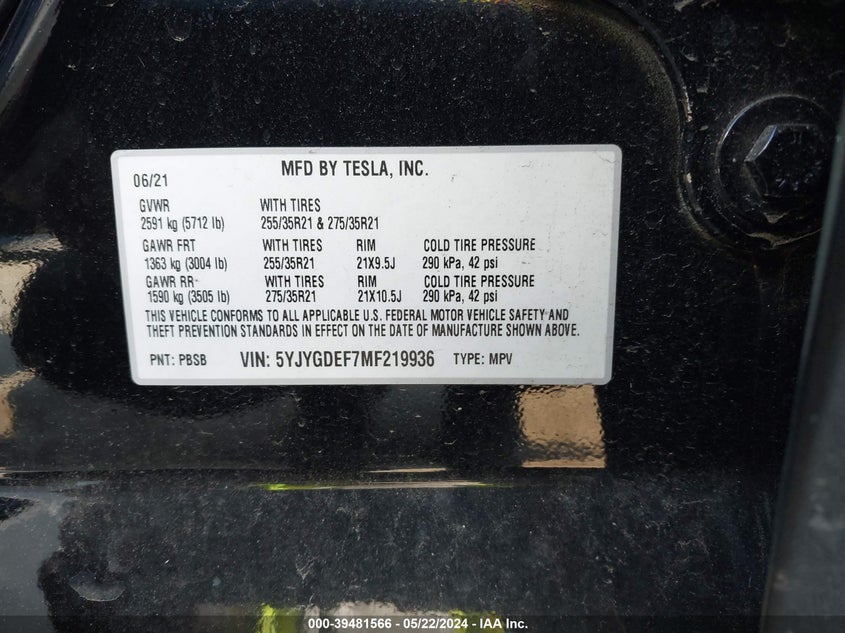 MFD BY TESLA, INC.
06/21
GVWR WITH TIRES
2591 kg (5712 lb) 255/35R21 & 275/35R21
GAWR FRT WITH TIRES RIM COLD TIRE PRESSURE
1363 kg (3004 lb) 255/35R21 21X9.5J 290 kPa, 42 psi
GAWR RR WITH TIRES RIM COLD TIRE PRESSURE
1590 kg (3505 lb) 275/35R21 21X10.5J 290 kPa, 42 psi
THIS VEHICLE CONFORMS TO ALL APPLICABLE U.S. FEDERAL MOTOR VEHICLE SAFETY AND
THEFT PREVENTION STANDARDS IN EFFECT ON THE DATE OF MANUFACTURE SHOWN ABOVE.
PNT: PBSB VIN: 5YJYGDEF7MF219936 TYPE: MPV
000-39481566 - 05/22/2024 - IAA Inc.